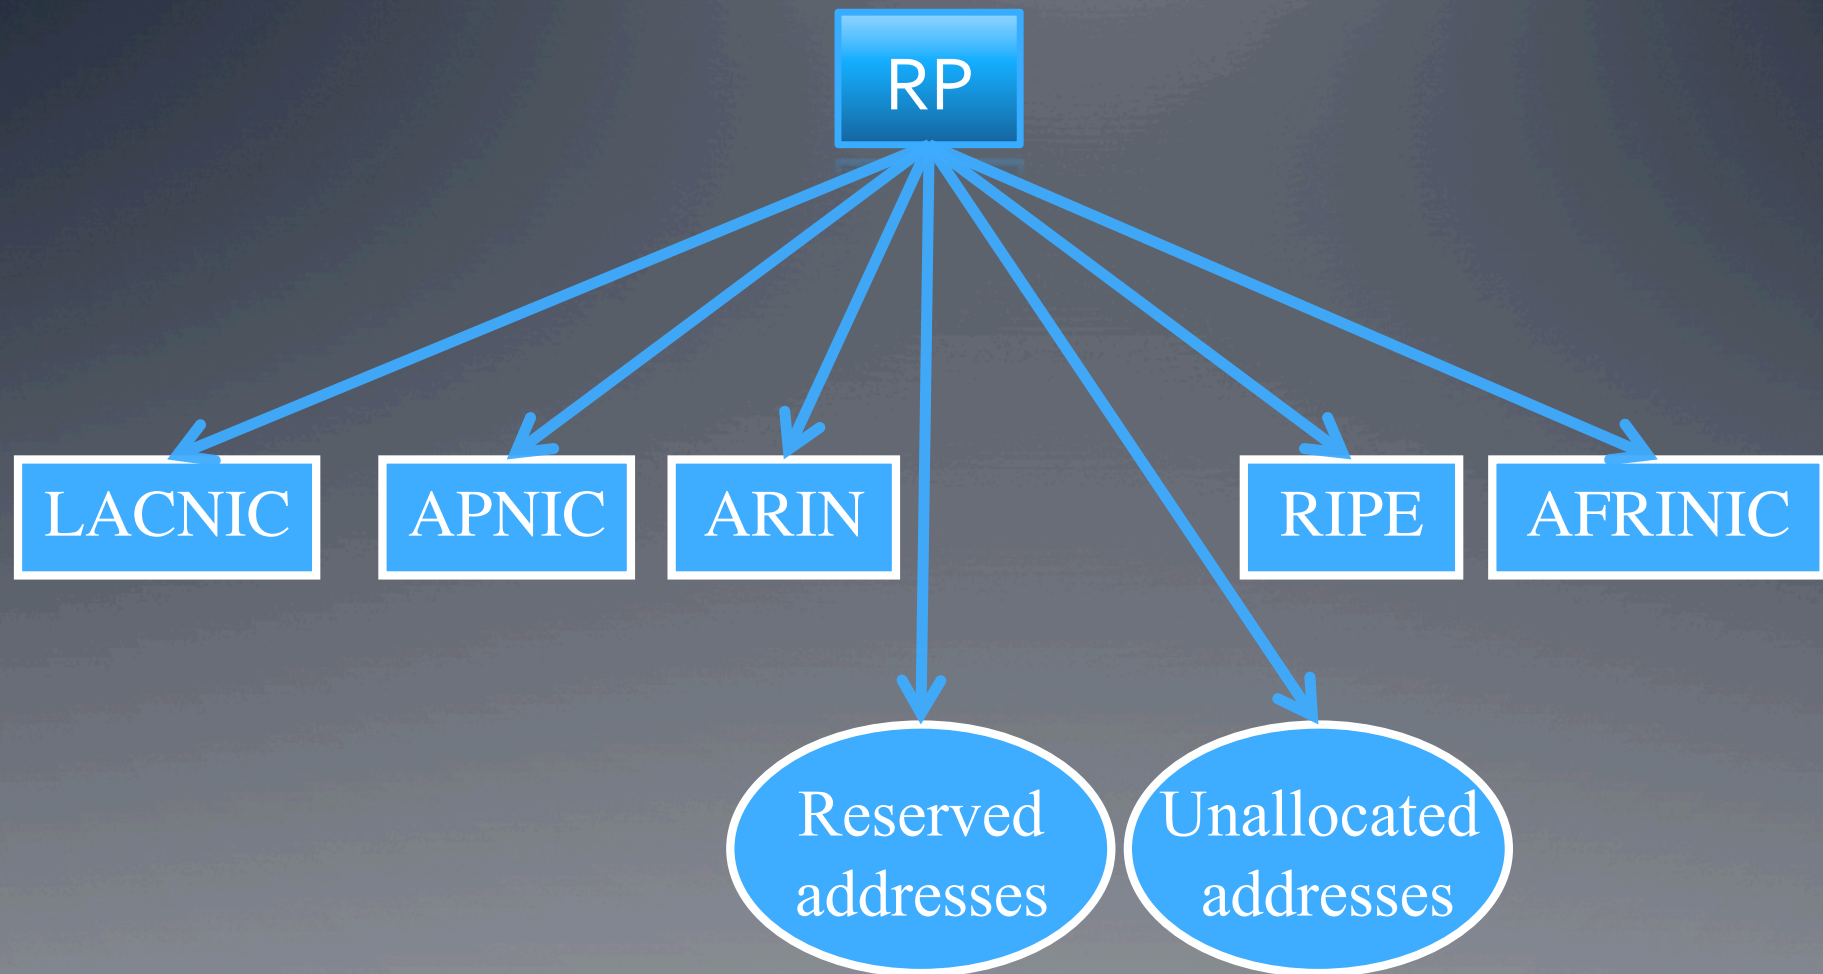 RP
LACNIC
APNIC
ARIN
RIPE
AFRINIC
Reserved
addresses
Unallocated
addresses